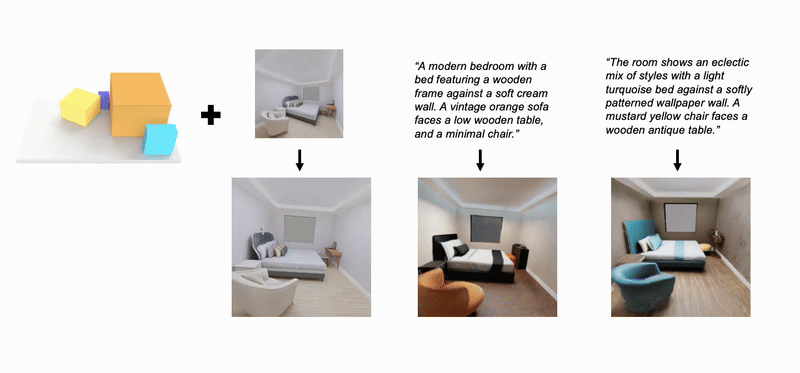 “A modern bedroom with a
bed featuring a wooden
frame against a soft cream
wall. A vintage orange sofa
faces a low wooden table,
and a minimal chair.”
“The room shows an eclectic
mix of styles with a light
turquoise bed against a softly
patterned wallpaper wall. A
mustard yellow chair faces a
wooden antique table.”